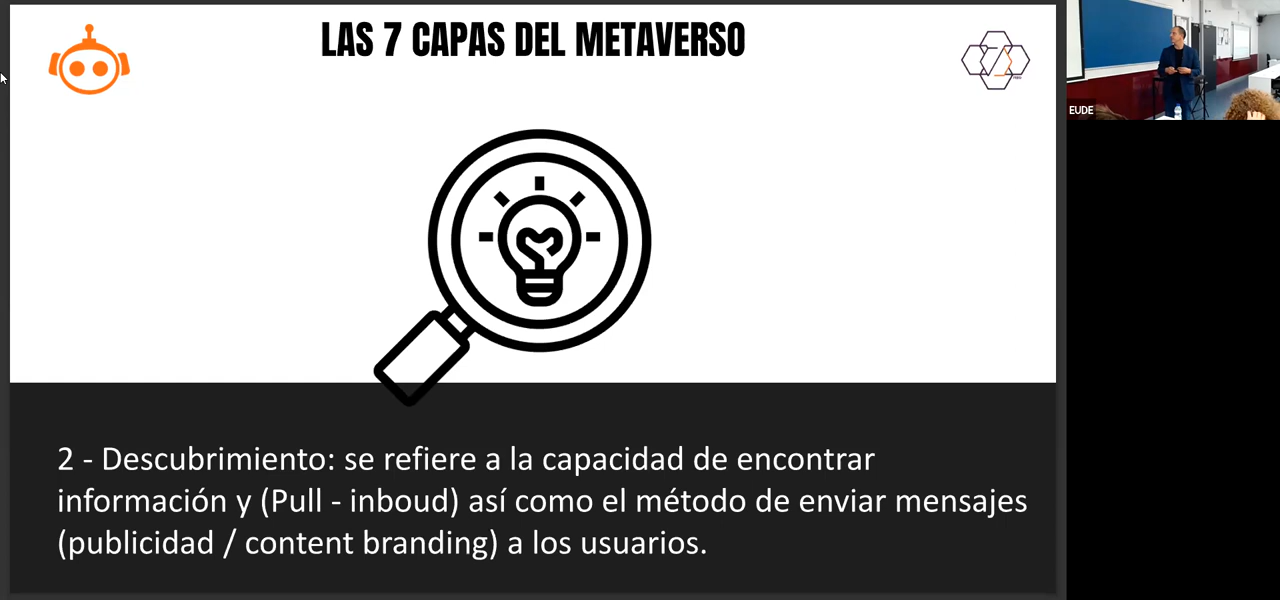 LAS 7 CAPAS DEL METAVERSO
EUDE
2 - Descubrimiento: se refiere a la capacidad de encontrar
información y (Pull - inboud) así como el método de enviar mensajes
(publicidad / content branding) a los usuarios.